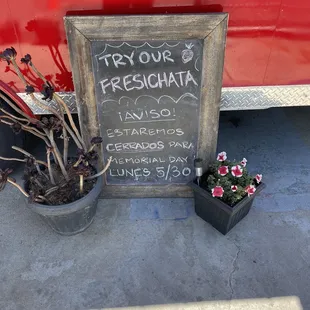 TRY OUR
FRESICHATA
¡AVISO!
ESTAREMOS
CERRADOS PARA
MEMORIAL DAY
LUNES 5/30